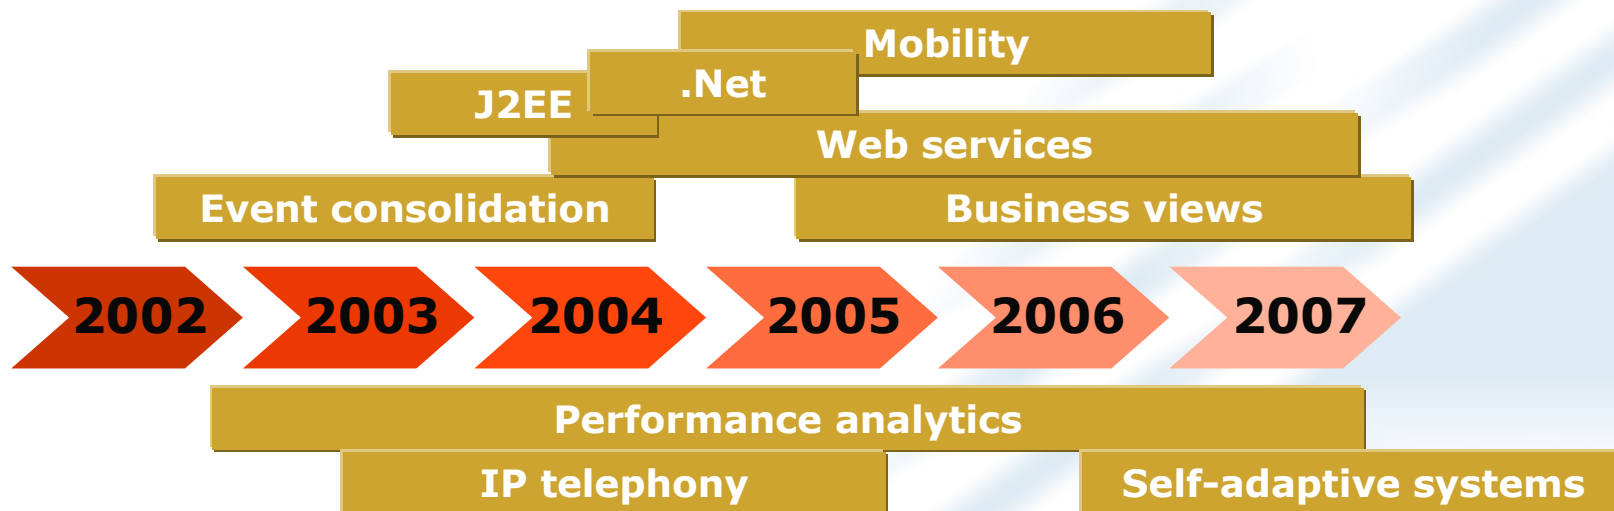 Mobility
.Net
J2EE
Web services
Event consolidation
Business views
2002
2003
2004
2005
2006
2007
Performance analytics
IP telephony
Self-adaptive systems